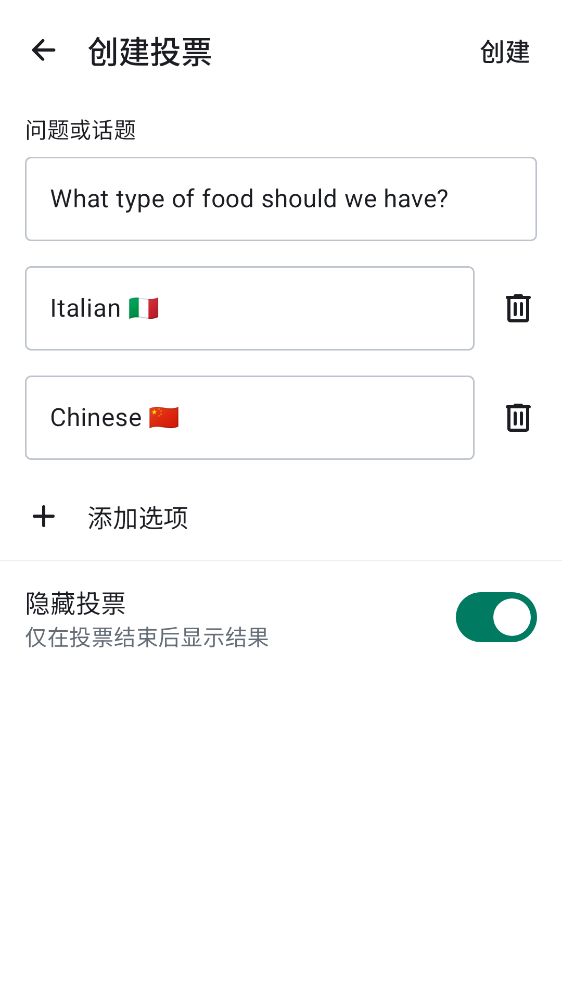 创建投票
创建
问题或话题
What type of food should we have?
Italian 🇮🇹
Chinese 🇨🇳
添加选项
隐藏投票
仅在投票结束后显示结果